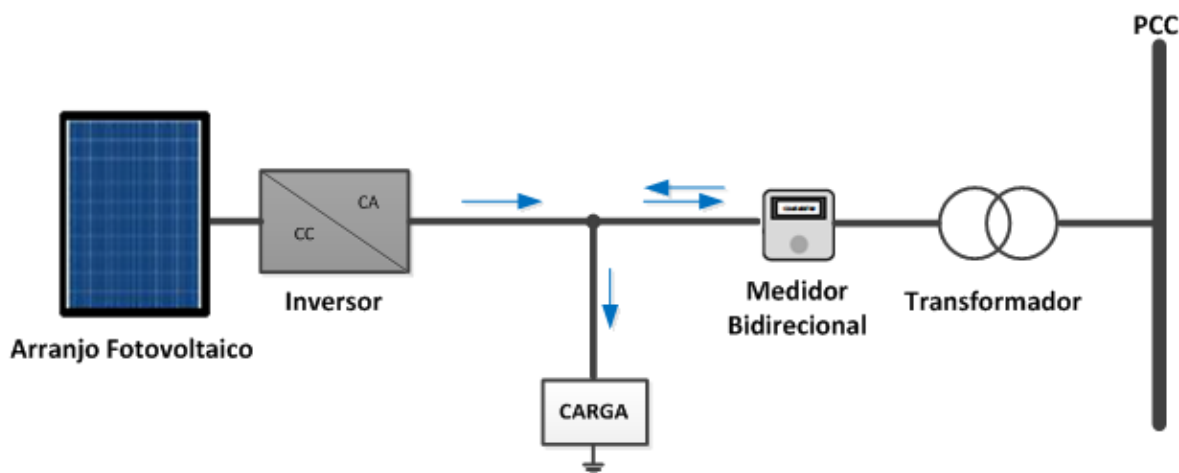 PCC
CA
CC
Inversor
Arranjo Fotovoltaico
Medidor
Bidirecional
Transformador
CARGA